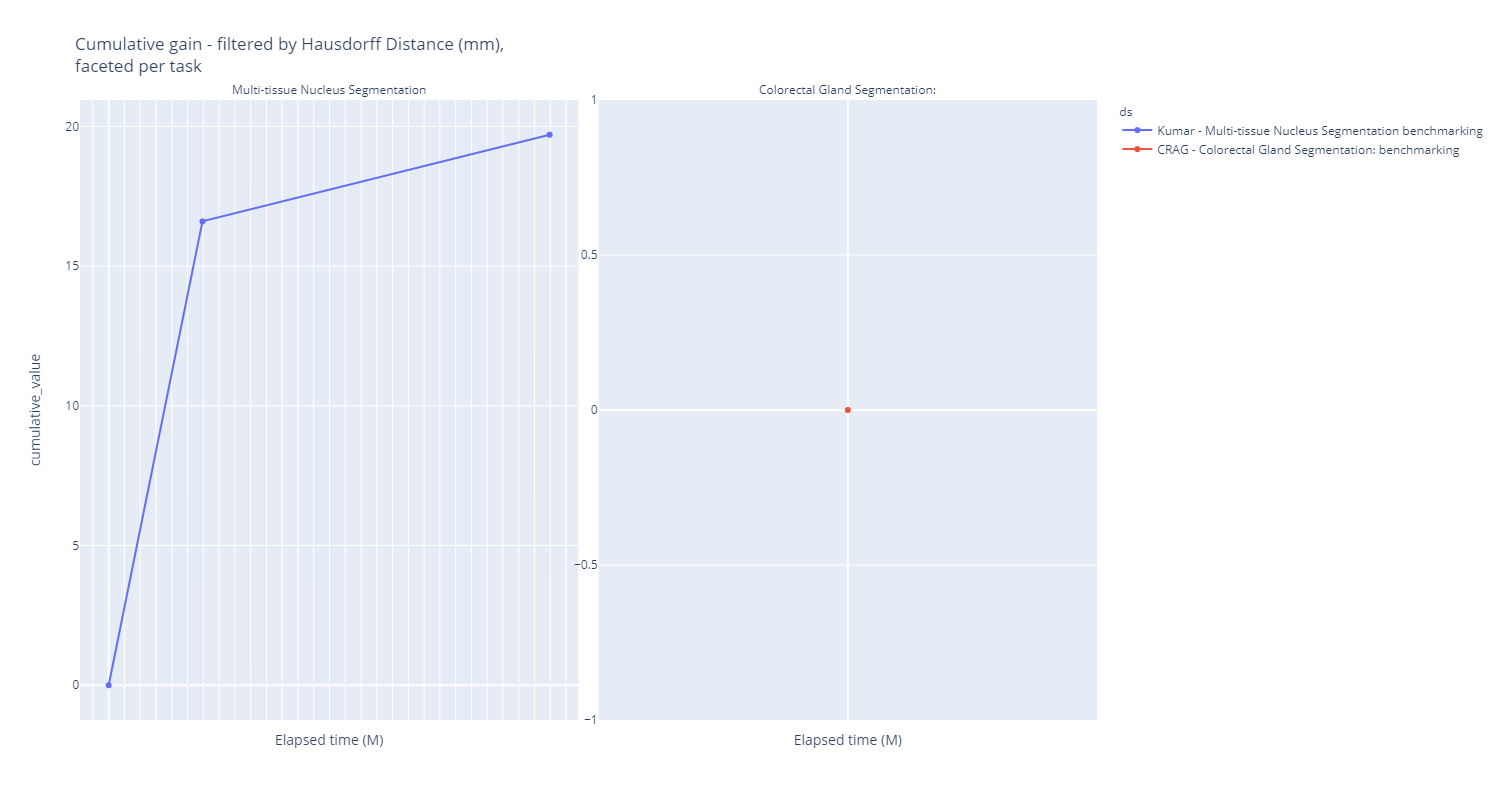 Cumulative gain - filtered by Hausdorff Distance (mm),
faceted per task
Multi-tissue Nucleus Segmentation
Colorectal Gland Segmentation:
20
15
10
5
0
cumulative_value
Elapsed time (M)
1
0.5
0
−0.5
−1
Elapsed time (M)
ds
Kumar - Multi-tissue Nucleus Segmentation benchmarking
CRAG - Colorectal Gland Segmentation: benchmarking